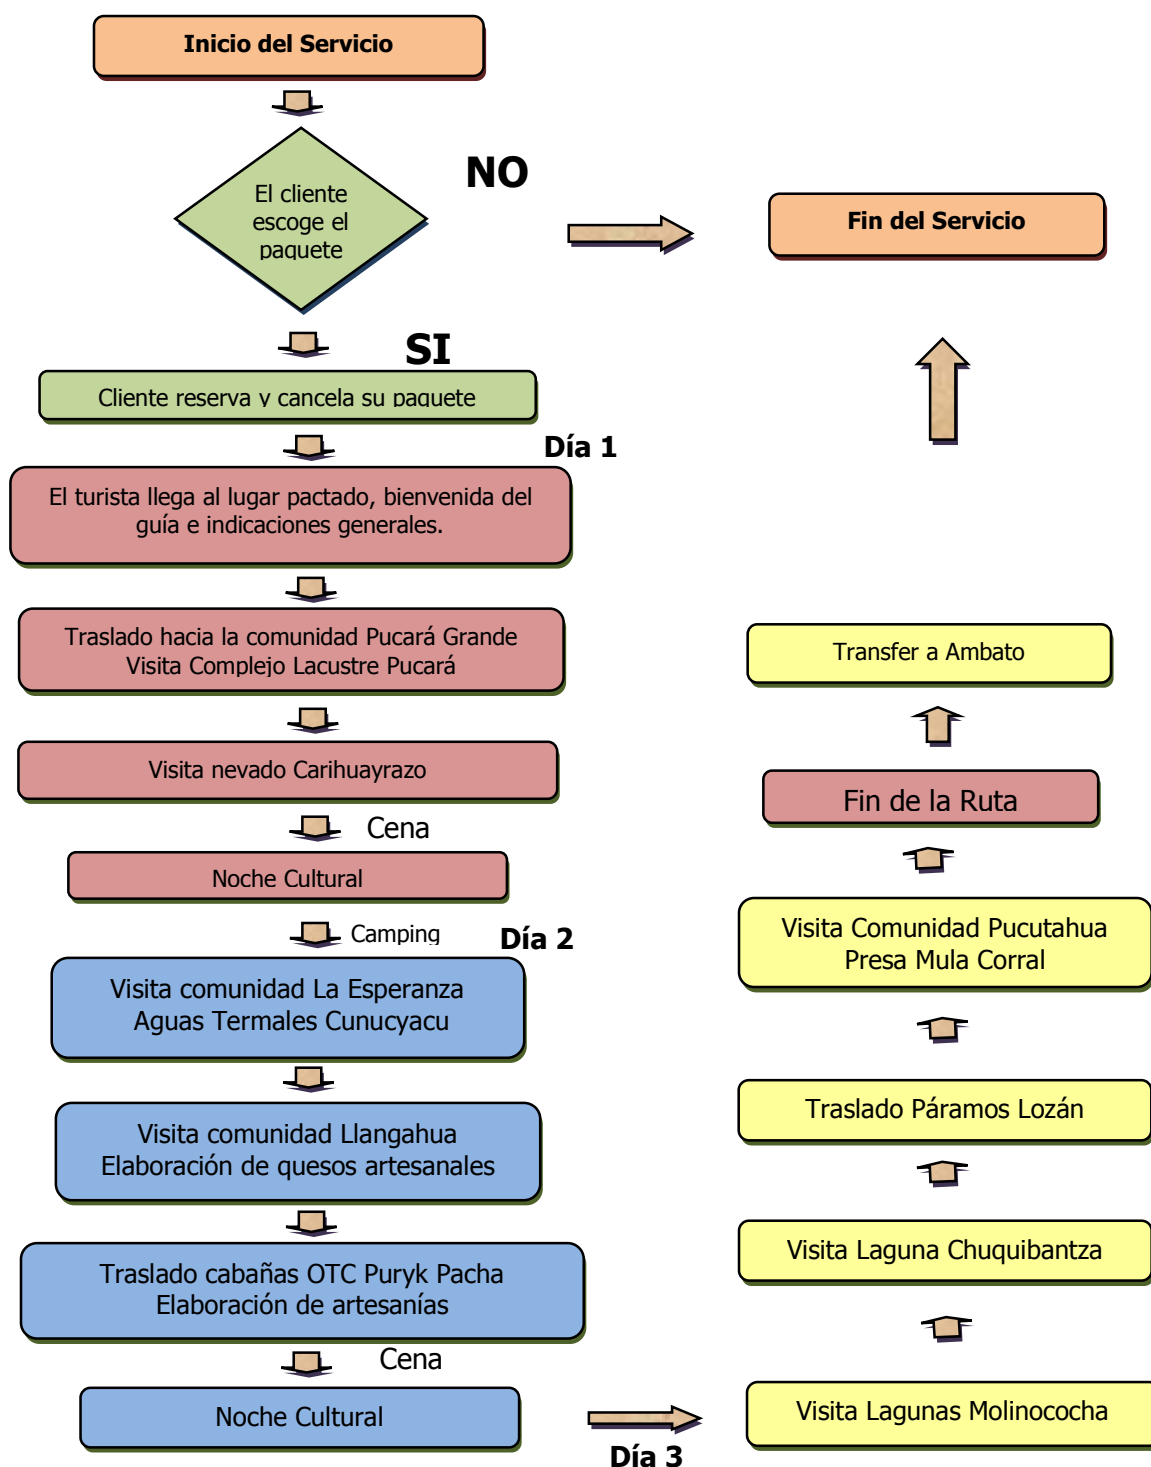 Inicio del Servicio
El cliente
escoge el
paquete
NO
Fin del Servicio
SI
Cliente reserva y cancela su paquete
Día 1
El turista llega al lugar pactado, bienvenida del
guía e indicaciones generales.
Traslado hacia la comunidad Pucará Grande
Visita Complejo Lacustre Pucará
Visita nevado Carihuayrazo
Cena
Noche Cultural
Camping
Día 2
Visita comunidad La Esperanza
Aguas Termales Cunucyacu
Visita comunidad Llangahua
Elaboración de quesos artesanales
Traslado cabañas OTC Puryk Pacha
Elaboración de artesanías
Cena
Noche Cultural
Día 3
Visita Lagunas Molinococha
Visita Laguna Chuquibantza
Traslado Páramos Lozán
Visita Comunidad Pucutahua
Presa Mula Corral
Fin de la Ruta
Transfer a Ambato